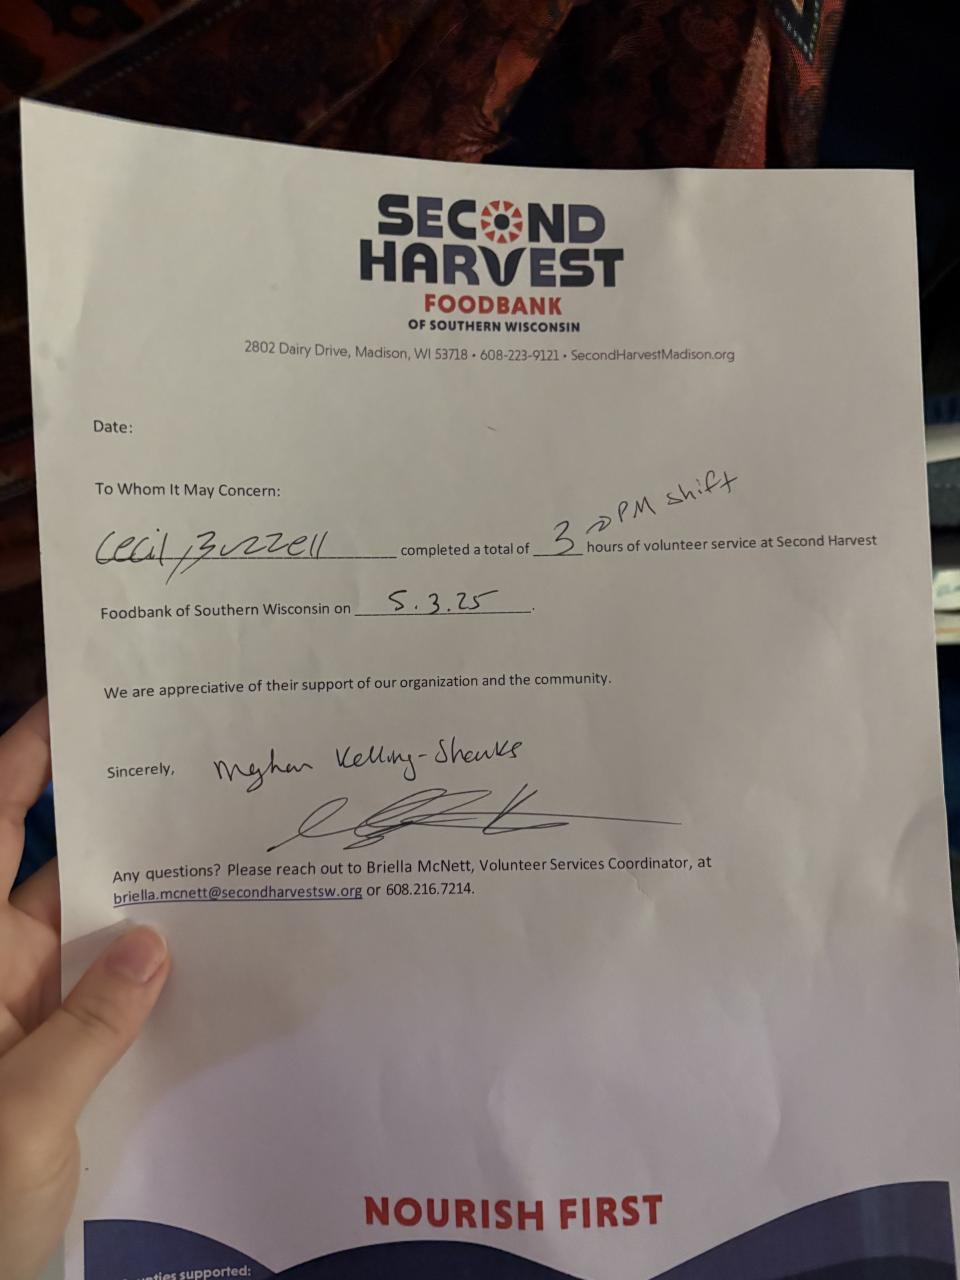 SECOND
HARVEST
FOODBANK
OF SOUTHERN WISCONSIN
2802 Dairy Drive, Madison, WI 53718 • 608-223-9121 • SecondHarvestMadison.org
Date:
To Whom It May Concern:
Cecil Buzzell completed a total of 3 hours of volunteer service at Second Harvest
PM shift
Foodbank of Southern Wisconsin on 5.3.25.
We are appreciative of their support of our organization and the community.
Sincerely, Meghan Kelling-Shanks
Any questions? Please reach out to Briella McNett, Volunteer Services Coordinator, at
briella.mcnett@secondharvestsw.org or 608.216.7214.
NOURISH FIRST
supported: